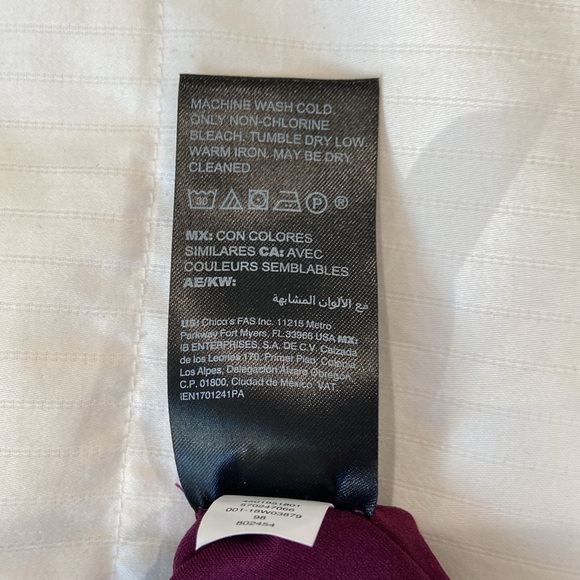 MACHINE WASH COLD.
ONLY NON-CHLORINE
BLEACH. TUMBLE DRY LOW.
WARM IRON. MAY BE DRY
CLEANED
30 P ®
MX: CON COLORES
SIMILARES CA: AVEC
COULEURS SEMBLABLES
AE/KW:
مع الألوان المشابهة
US: Chico's FAS Inc. 11215 Metro
Parkway Fort Myers, FL 33966 MX:
IB ENTERPRISES, S.A. DE C.V. Calzada
de los Leones 170, Primer Piso, Colonia
Los Alpes, Delegación Álvaro Obregón,
C.P. 01800, Ciudad de México. VAT
IEN1701241PA
570247066
001-18W03879
98
802454